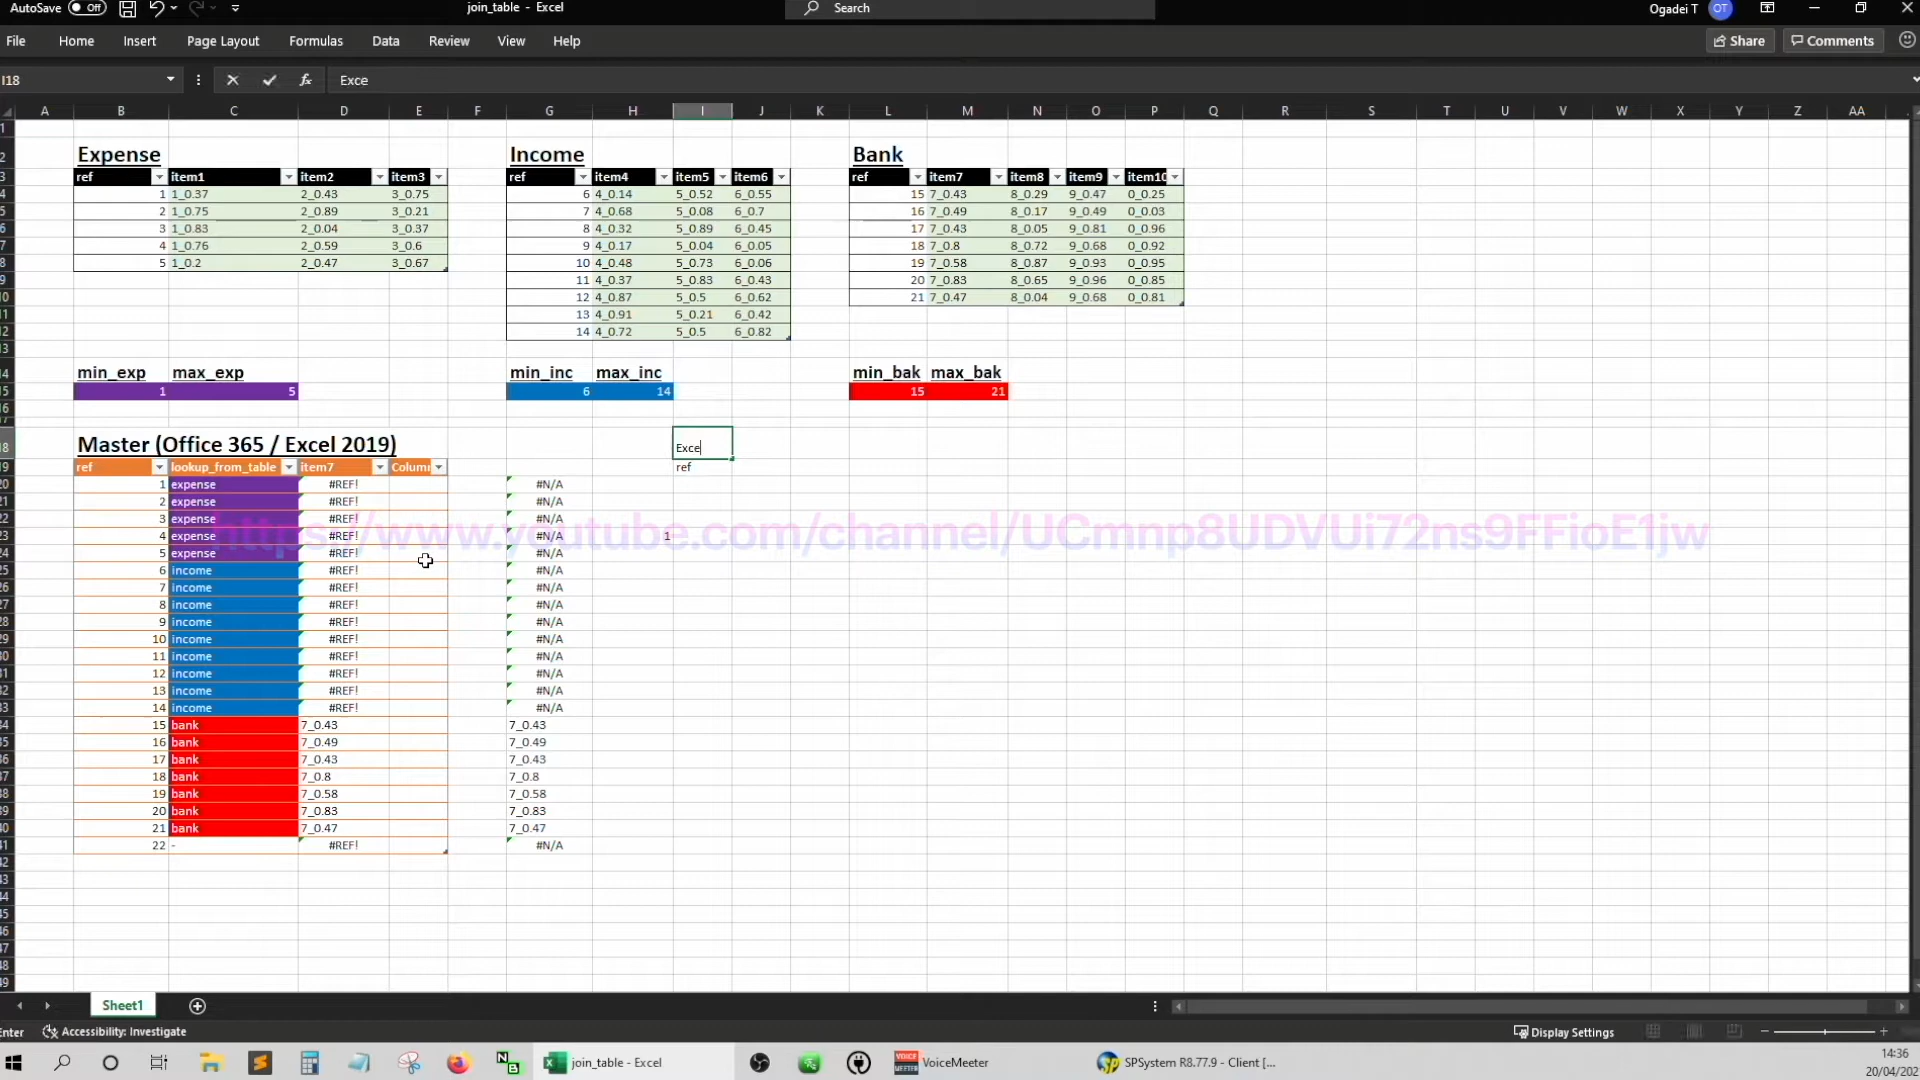 AutoSave Off join_table - Excel Search Ogadei T OT
File Home Insert Page Layout Formulas Data Review View Help Share Comments
I18 Exce
A B C D E F G H I J K L M N O P Q R S T U V W X Y Z AA
Expense Income Bank
ref item1 item2 item3 ref item4 item5 item6 ref item7 item8 item9 item10
1 1_0.37 2_0.43 3_0.75 6 4_0.14 5_0.52 6_0.55 15 7_0.43 8_0.29 9_0.47 0_0.25
2 1_0.75 2_0.89 3_0.21 7 4_0.68 5_0.08 6_0.7 16 7_0.49 8_0.17 9_0.49 0_0.03
3 1_0.83 2_0.04 3_0.37 8 4_0.32 5_0.89 6_0.45 17 7_0.43 8_0.05 9_0.81 0_0.96
4 1_0.76 2_0.59 3_0.6 9 4_0.17 5_0.04 6_0.05 18 7_0.8 8_0.72 9_0.68 0_0.92
5 1_0.2 2_0.47 3_0.67 10 4_0.48 5_0.73 6_0.06 19 7_0.58 8_0.87 9_0.93 0_0.95
11 4_0.37 5_0.83 6_0.43 20 7_0.83 8_0.65 9_0.96 0_0.85
12 4_0.87 5_0.5 6_0.62 21 7_0.47 8_0.04 9_0.68 0_0.81
13 4_0.91 5_0.21 6_0.42
14 4_0.72 5_0.5 6_0.82
min_exp max_exp min_inc max_inc min_bak max_bak
1 5 6 14 15 21
Master (Office 365 / Excel 2019) Exce
ref lookup_from_table item7 Column ref
1 expense #REF! #N/A
2 expense #REF! #N/A
3 expense #REF! #N/A
https://www.youtube.com/channel/UCmnp8UDVUi72ns9FFioE1jw
4 expense #REF! #N/A 1
5 expense #REF! #N/A
6 income #REF! #N/A
7 income #REF! #N/A
8 income #REF! #N/A
9 income #REF! #N/A
10 income #REF! #N/A
11 income #REF! #N/A
12 income #REF! #N/A
13 income #REF! #N/A
14 income #REF! #N/A
15 bank 7_0.43 7_0.43
16 bank 7_0.49 7_0.49
17 bank 7_0.43 7_0.43
18 bank 7_0.8 7_0.8
19 bank 7_0.58 7_0.58
20 bank 7_0.83 7_0.83
21 bank 7_0.47 7_0.47
22 - #REF! #N/A
Sheet1
Enter Accessibility: Investigate Display Settings
join_table - Excel VOICE MEETER VoiceMeeter SPSystem R8.77.9 - Client [... 14:36
20/04/202